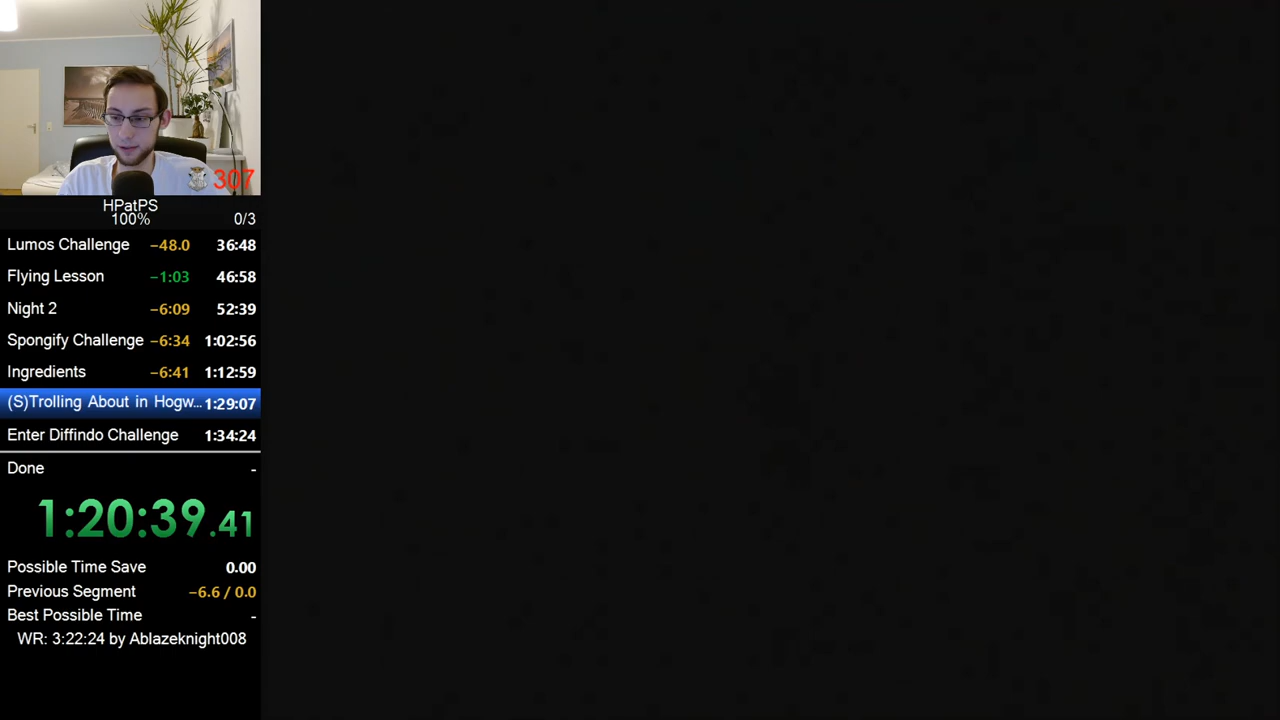 307
HPatPS
100% 0/3
Lumos Challenge −48.0 36:48
Flying Lesson −1:03 46:58
Night 2 −6:09 52:39
Spongify Challenge −6:34 1:02:56
Ingredients −6:41 1:12:59
(S)Trolling About in Hogw... 1:29:07
Enter Diffindo Challenge 1:34:24
Done -
1:20:39.41
Possible Time Save 0.00
Previous Segment −6.6 / 0.0
Best Possible Time -
WR: 3:22:24 by Ablazeknight008